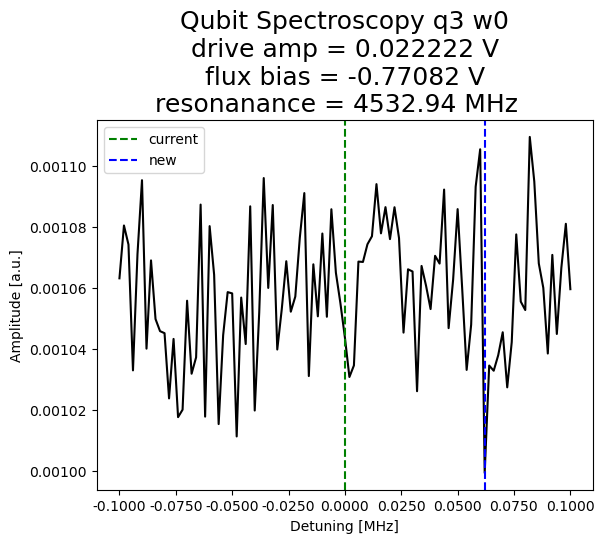 Qubit Spectroscopy q3 w0
drive amp = 0.022222 V
flux bias = -0.77082 V
resonanance = 4532.94 MHz
current
new
0.00110
0.00108
0.00106
0.00104
0.00102
0.00100
Amplitude [a.u.]
-0.1000 -0.0750 -0.0500 -0.0250 0.0000 0.0250 0.0500 0.0750 0.1000
Detuning [MHz]